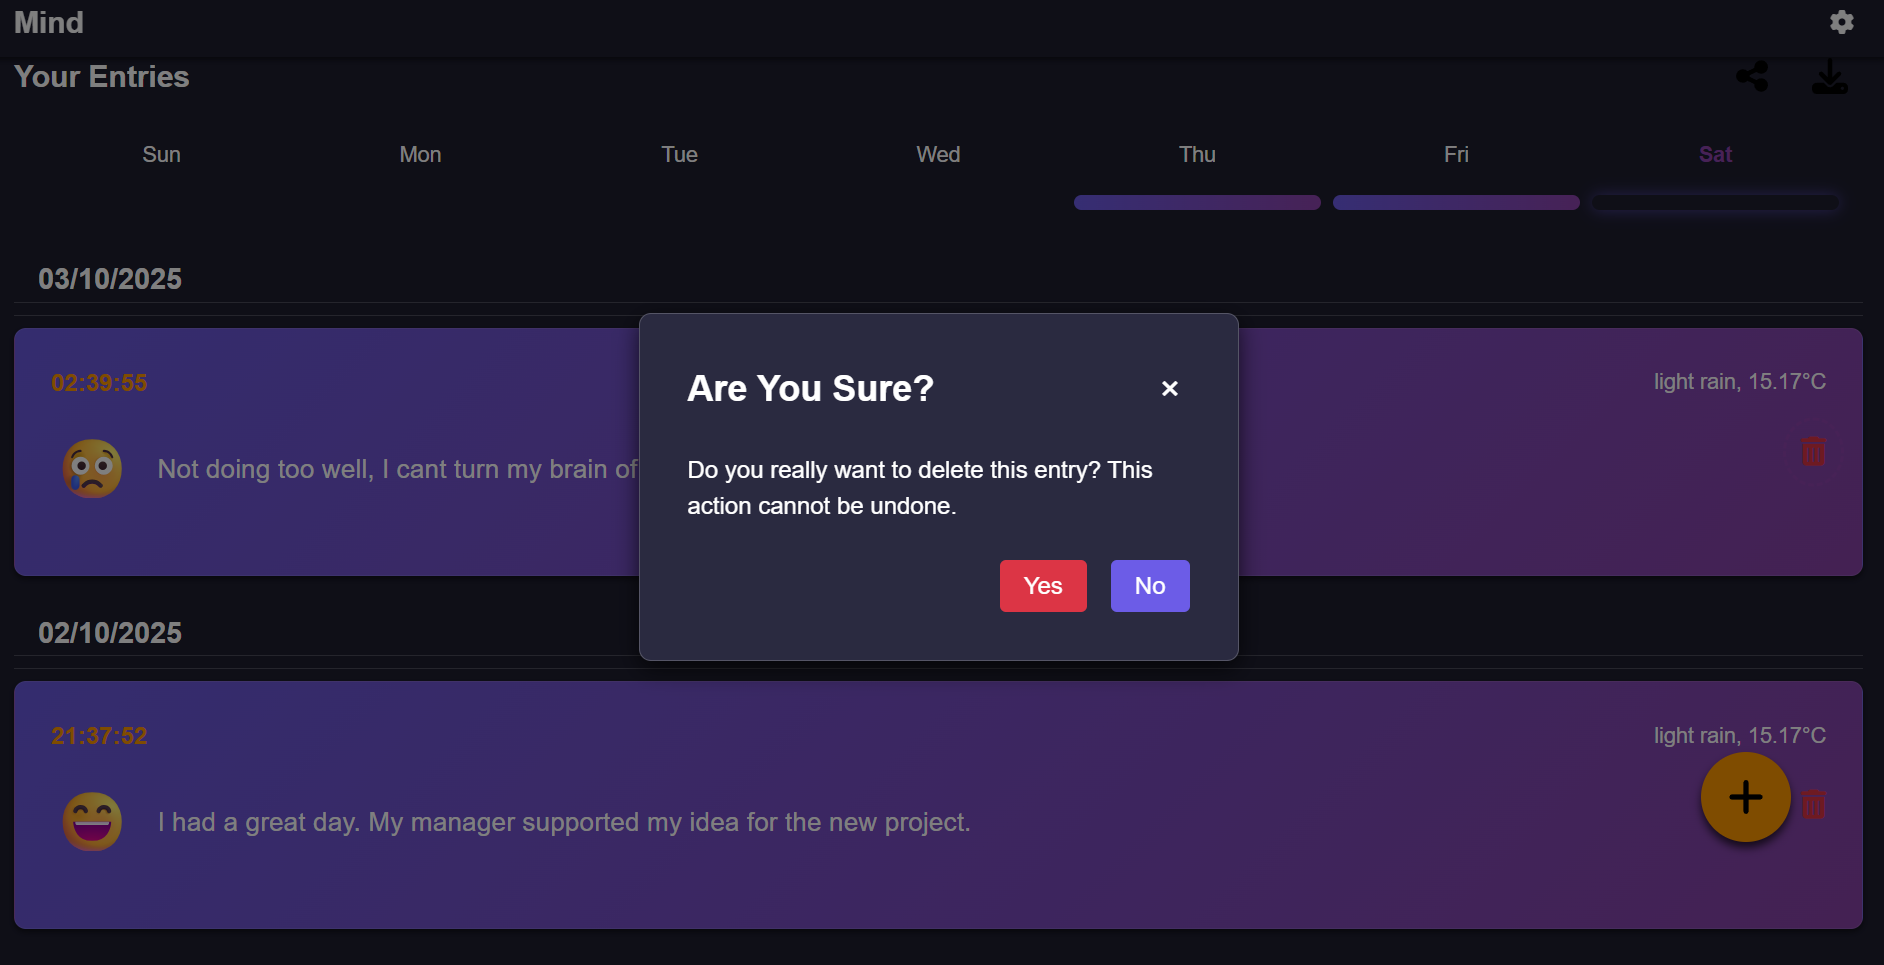 Mind
Your Entries
Sun Mon Tue Wed Thu Fri Sat
03/10/2025
02:39:55
light rain, 15.17°C
Not doing too well, I cant turn my brain
Are You Sure?
×
Do you really want to delete this entry? This
action cannot be undone.
Yes No
02/10/2025
21:37:52
light rain, 15.17°C
I had a great day. My manager supported my idea for the new project.